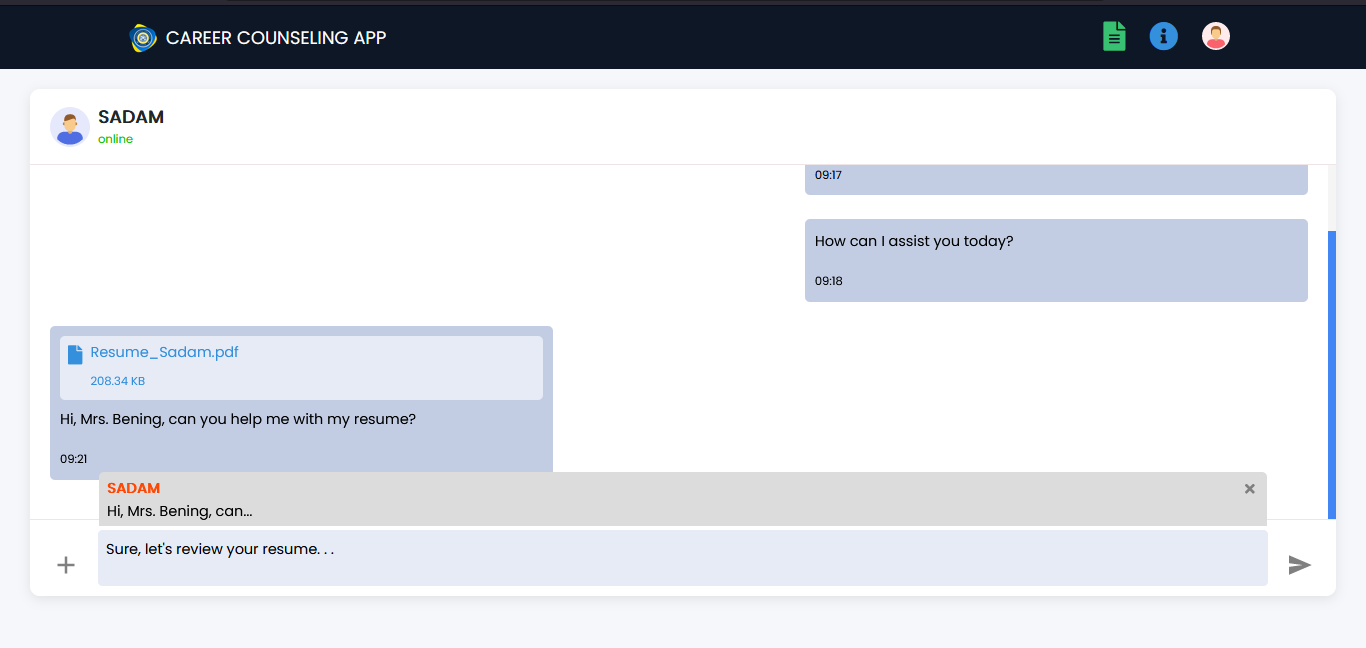 CAREER COUNSELING APP
SADAM
online
09:17
How can I assist you today?
09:18
Resume_Sadam.pdf
208.34 KB
Hi, Mrs. Bening, can you help me with my resume?
09:21
SADAM
Hi, Mrs. Bening, can...
Sure, let's review your resume. . .